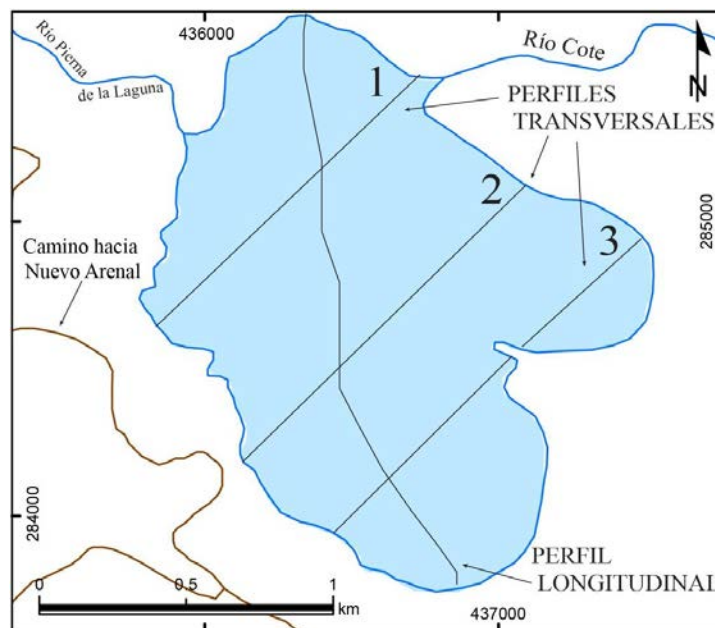 436000
Río Cote
Río Pierna
de la Laguna
N
1
PERFILES
TRANSVERSALES
2
3
285000
Camino hacia
Nuevo Arenal
284000
PERFIL
LONGITUDINAL
0
0.5
1
km
437000